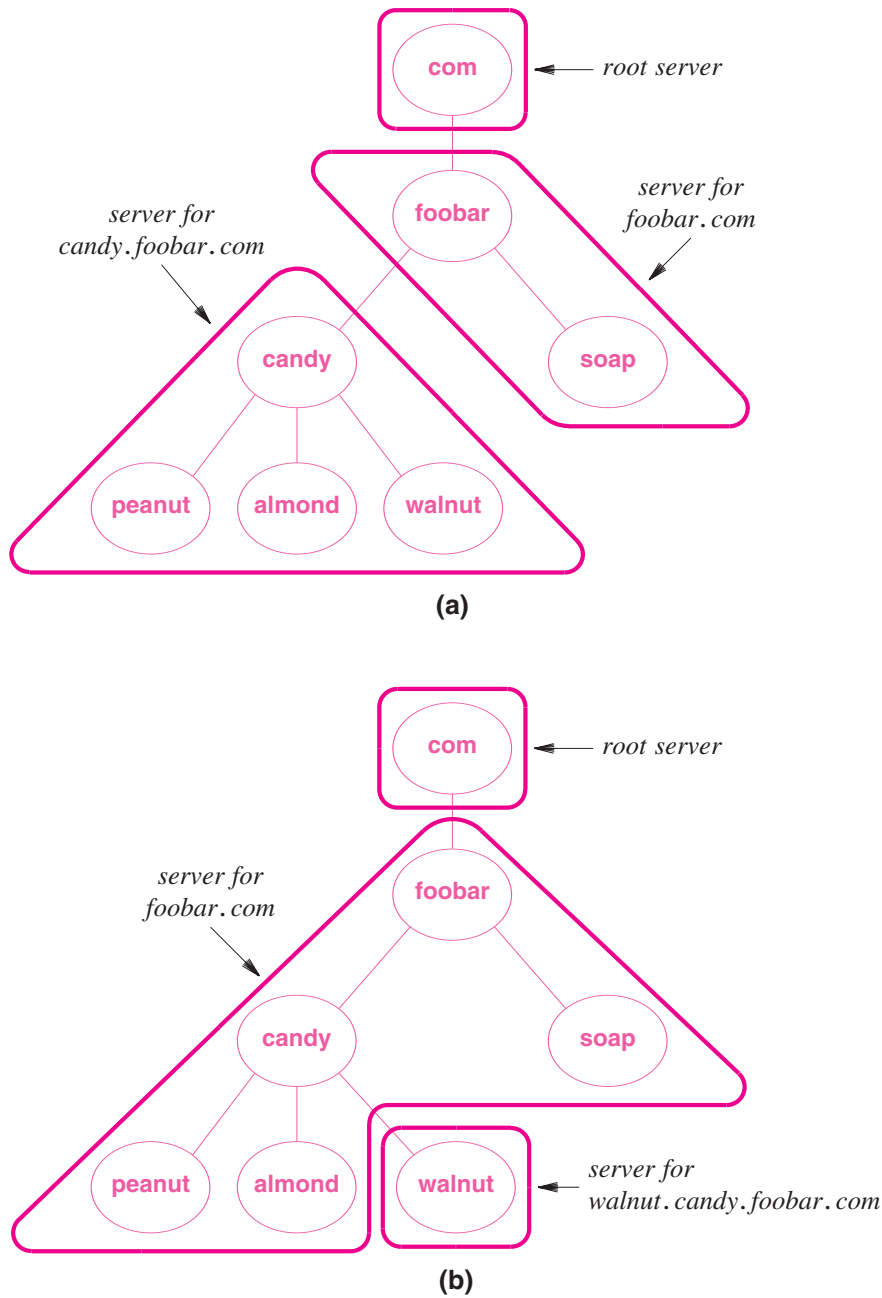 com
root server
server for
foobar.com
foobar
server for
candy.foobar.com
candy
soap
peanut
almond
walnut
(a)
com
root server
server for
foobar.com
foobar
candy
soap
peanut
almond
walnut
server for
walnut.candy.foobar.com
(b)